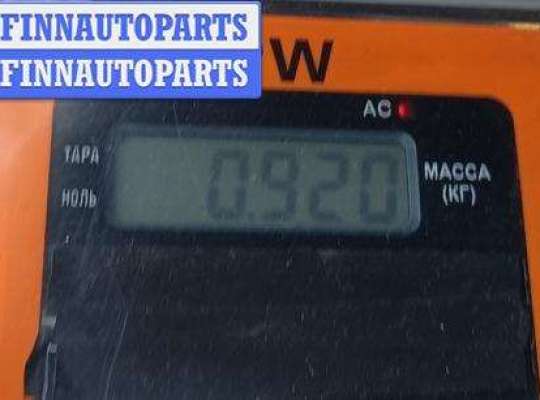 FINNAUTOPARTS
FINNAUTOPARTS
W
AC
ТАРА
НОЛЬ
0.920
МАССА
(КГ)